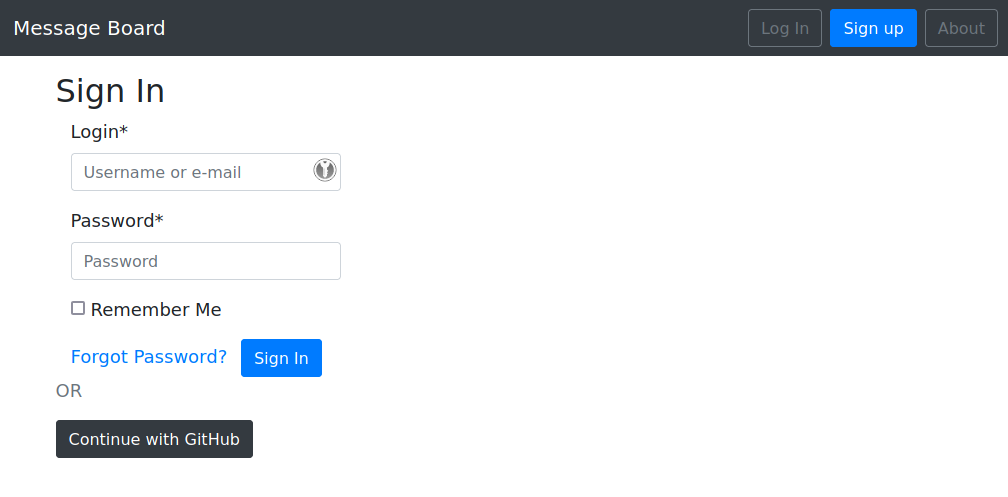 Message Board Log In Sign up About
Sign In
Login*
Username or e-mail
Password*
Password
Remember Me
Forgot Password? Sign In
OR
Continue with GitHub